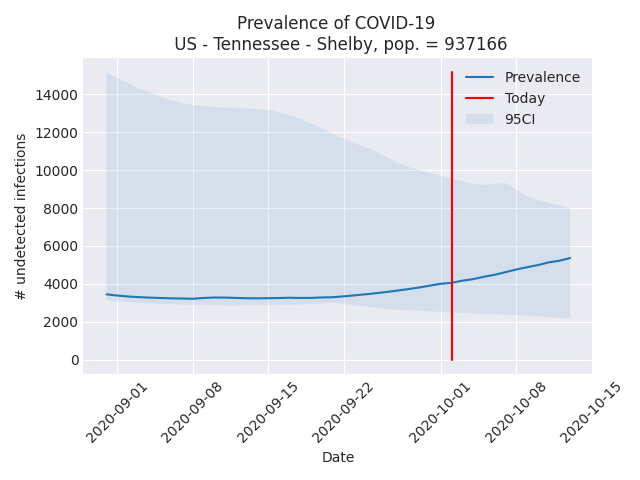 Prevalence of COVID-19
US - Tennessee - Shelby, pop. = 937166
# undetected infections
14000
12000
10000
8000
6000
4000
2000
0
Prevalence
Today
95CI
2020-09-01
2020-09-08
2020-09-15
2020-09-22
2020-10-01
2020-10-08
2020-10-15
Date